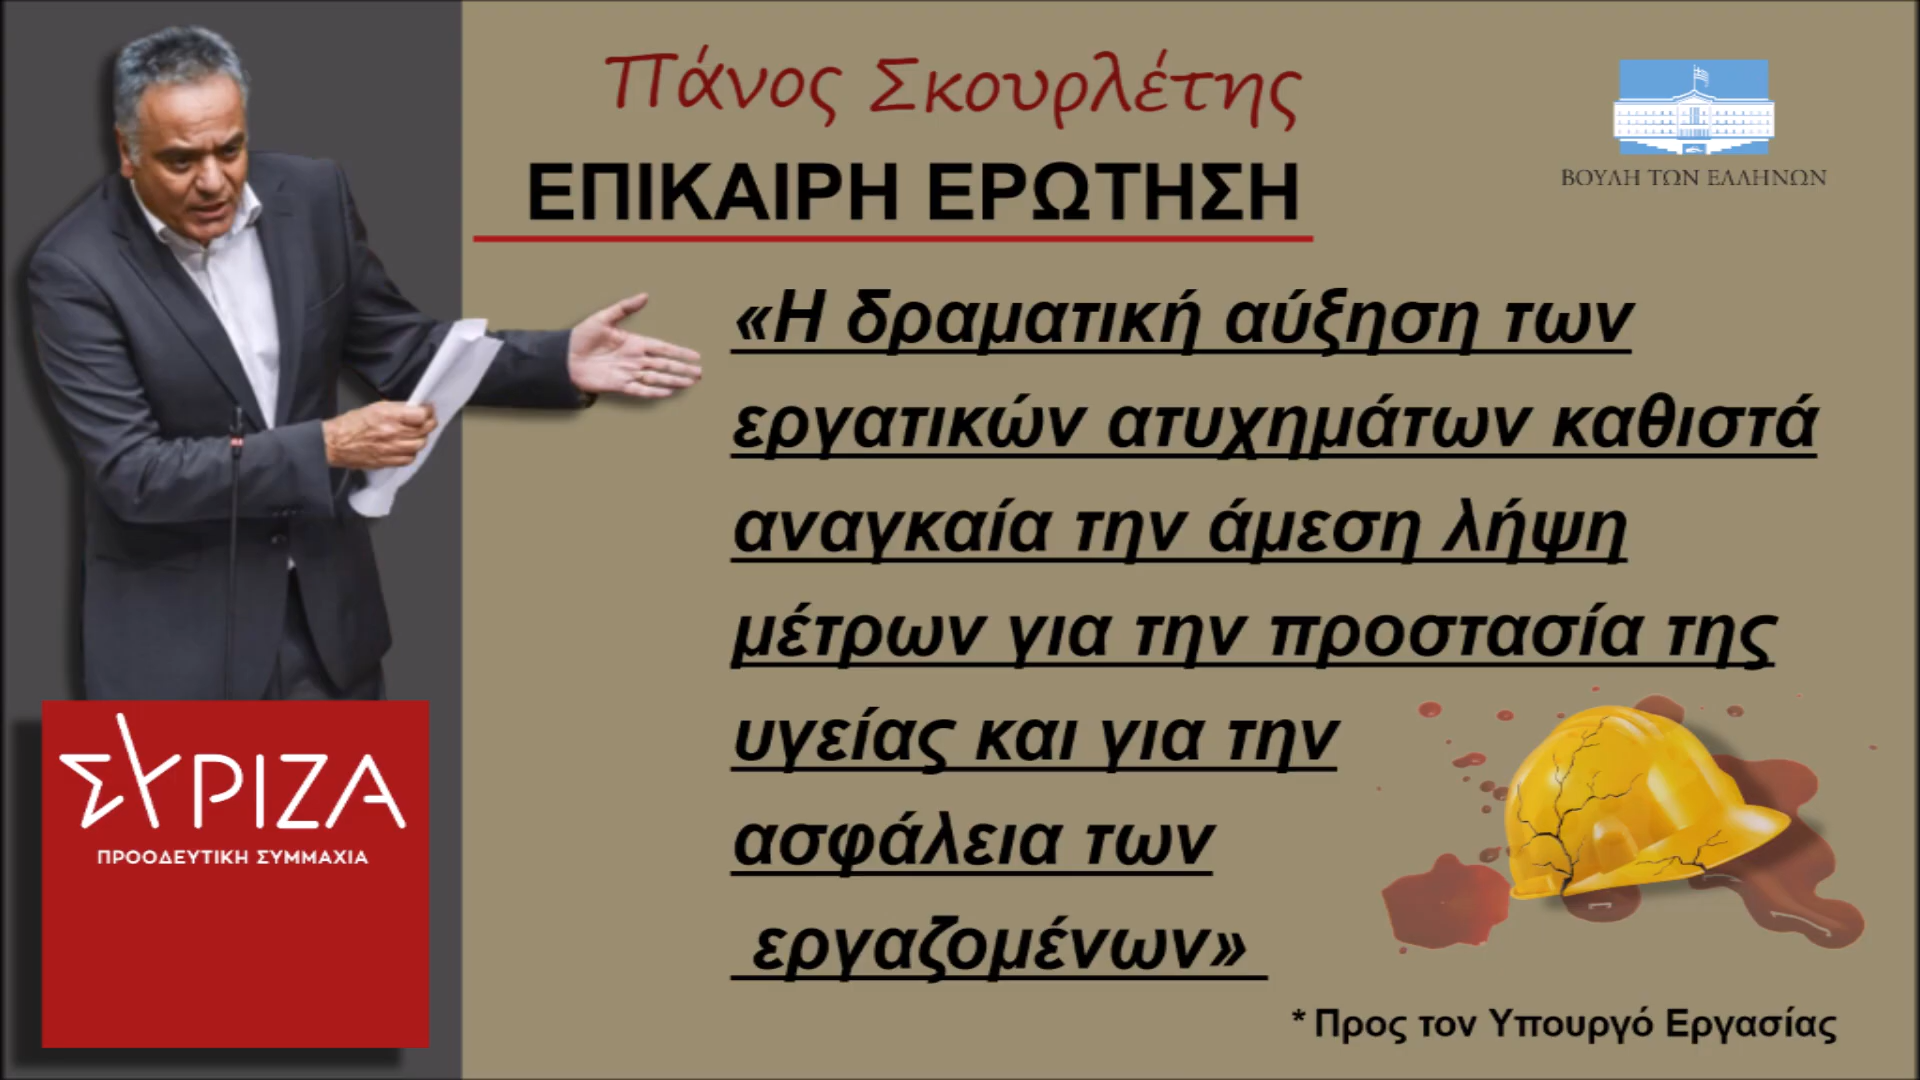 Πάνος Σκουρλέτης
ΕΠΙΚΑΙΡΗ ΕΡΩΤΗΣΗ
ΒΟΥΛΗ ΤΩΝ ΕΛΛΗΝΩΝ
«Η δραματική αύξηση των
εργατικών ατυχημάτων καθιστά
αναγκαία την άμεση λήψη
μέτρων για την προστασία της
υγείας και για την
ασφάλεια των
εργαζομένων»
* Προς τον Υπουργό Εργασίας
ΣΥΡΙΖΑ
ΠΡΟΟΔΕΥΤΙΚΗ ΣΥΜΜΑΧΙΑ